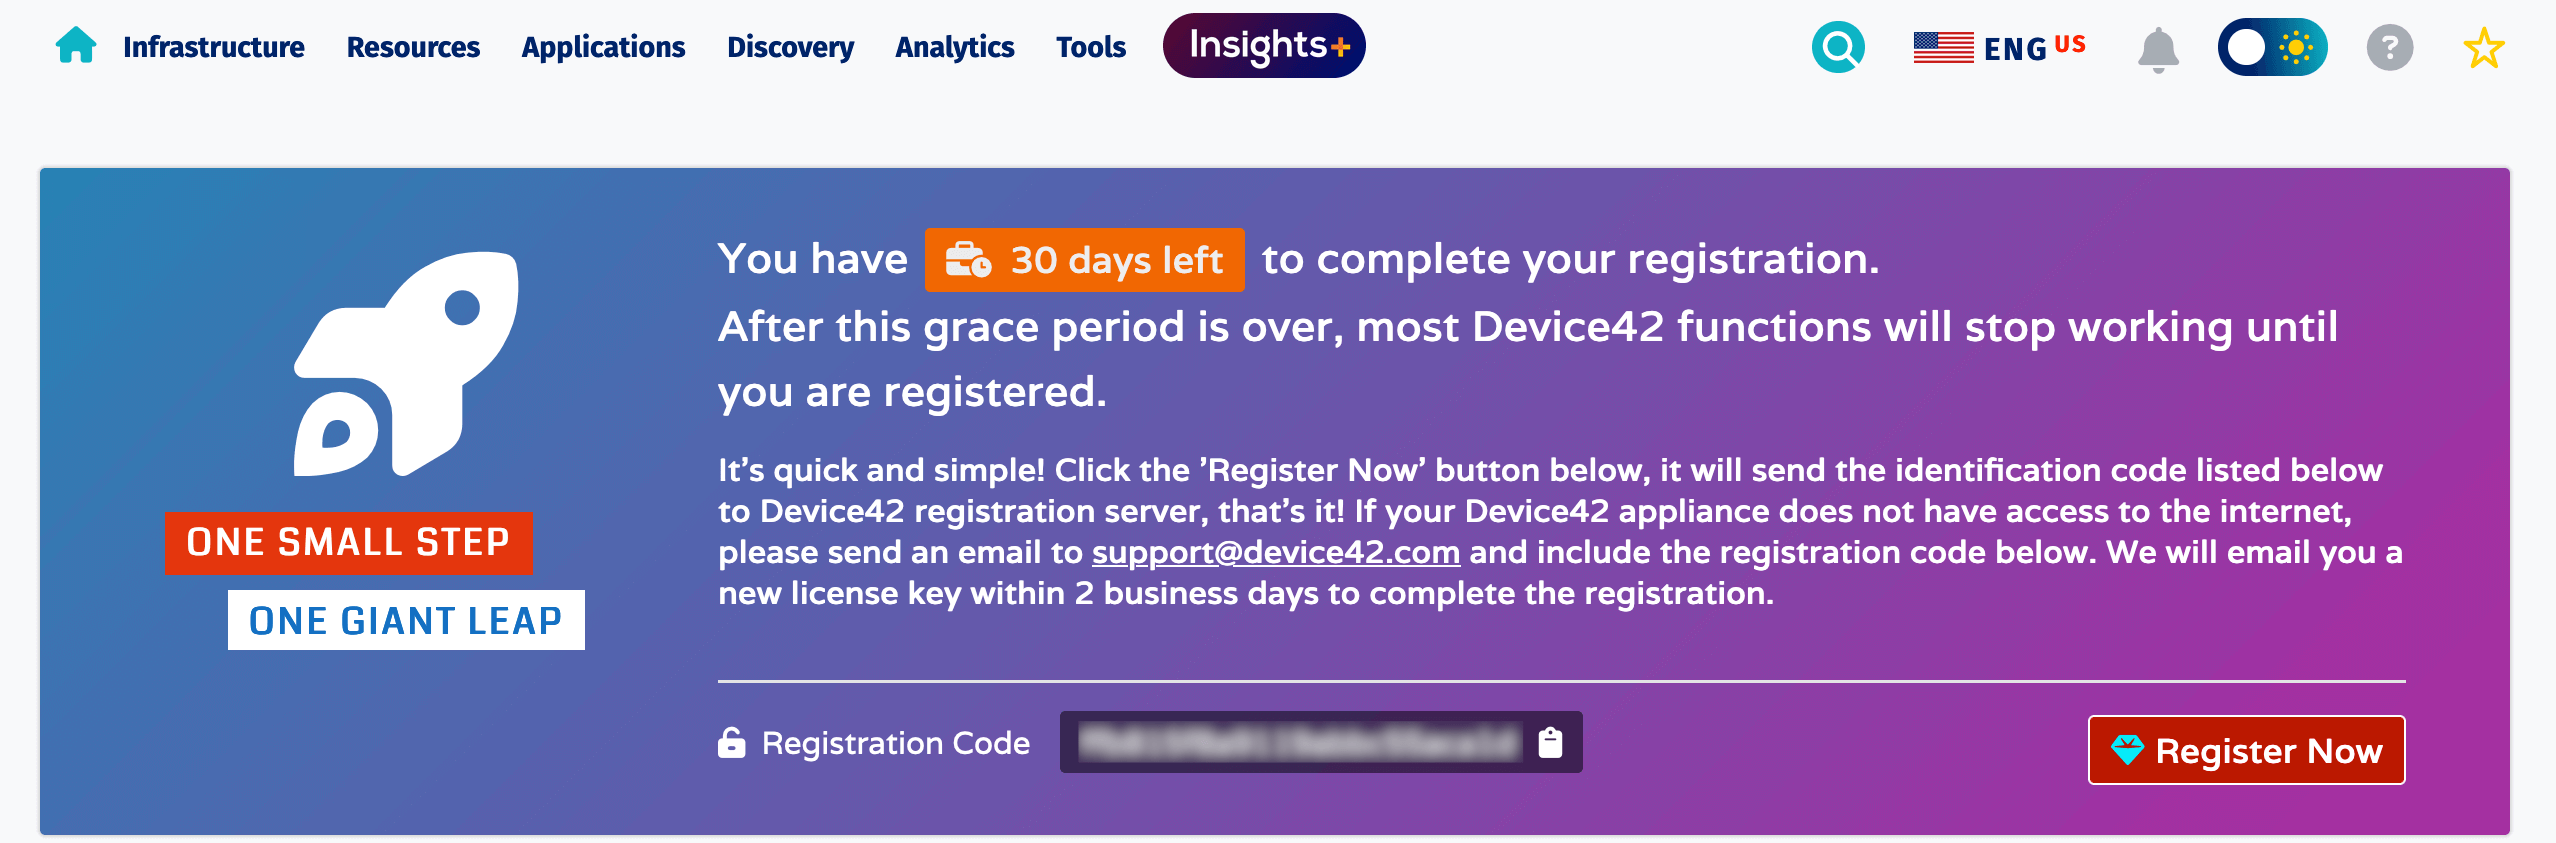 Infrastructure Resources Applications Discovery Analytics Tools Insights+ ENG US ?
You have 30 days left to complete your registration.
After this grace period is over, most Device42 functions will stop working until
you are registered.
It's quick and simple! Click the 'Register Now' button below, it will send the identification code listed below
to Device42 registration server, that's it! If your Device42 appliance does not have access to the internet,
please send an email to support@device42.com and include the registration code below. We will email you a
new license key within 2 business days to complete the registration.
ONE SMALL STEP
ONE GIANT LEAP
Registration Code
Register Now